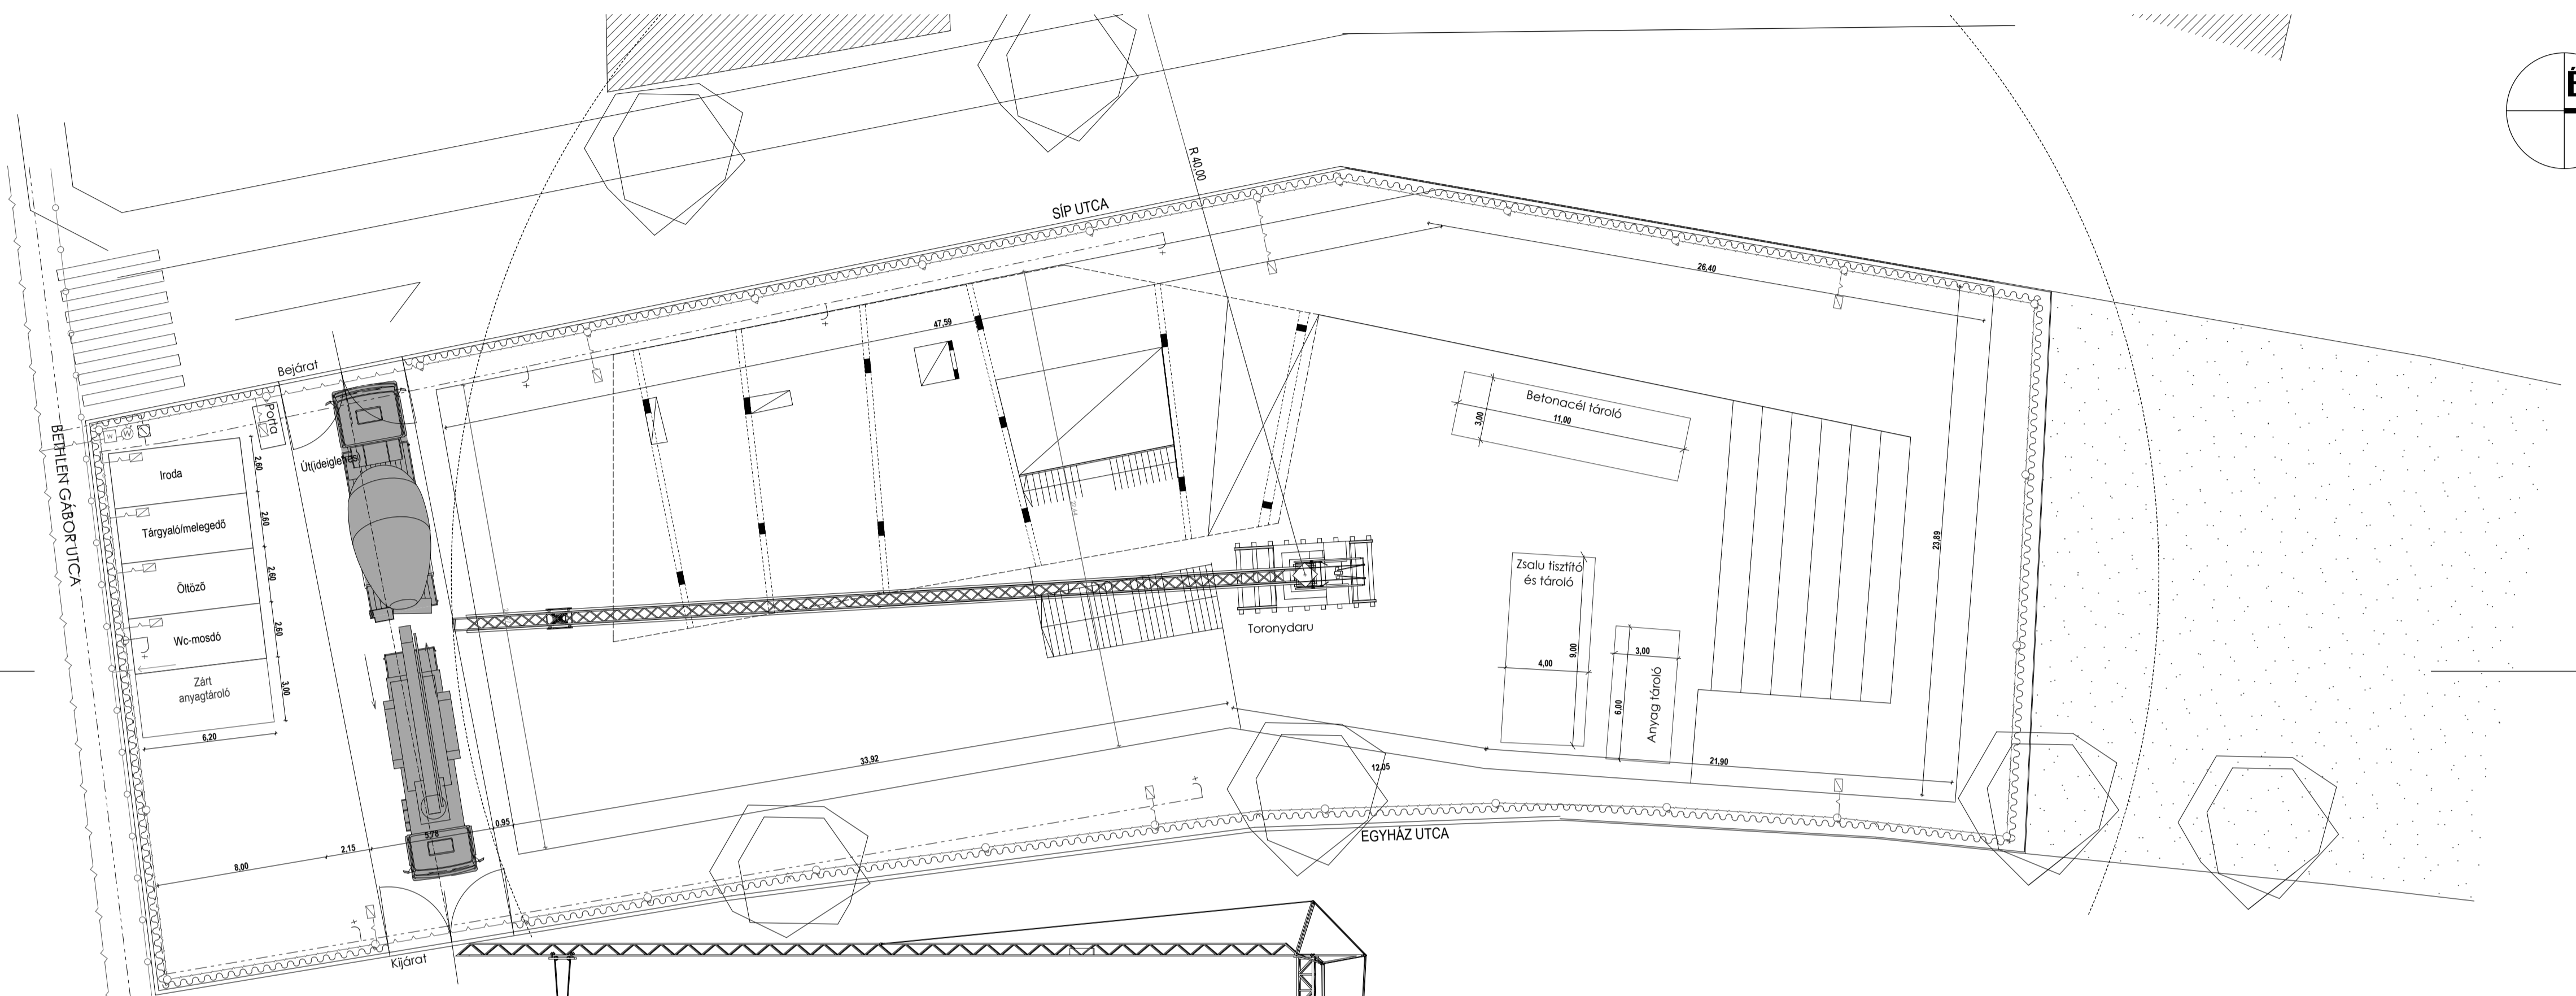 É
R 40,00
SÍP UTCA
26,40
47,59
Bejárat
Porta
Út(ideiglenes
BETHLEN GÁBOR UTCA
W
W
Iroda
2,60
Tárgyaló/melegedő
2,60
Öltöző
2,60
Wc-mosdó
2,60
Zárt
anyagtároló
3,00
6,20
Betonacél tároló
11,00
3,00
23,89
Zsalu tisztító
és tároló
9,00
4,00
3,00
6,00
Anyag tároló
Toronydaru
33,92
12,05
21,90
5,78
0,95
2,15
8,00
EGYHÁZ UTCA
Kijárat